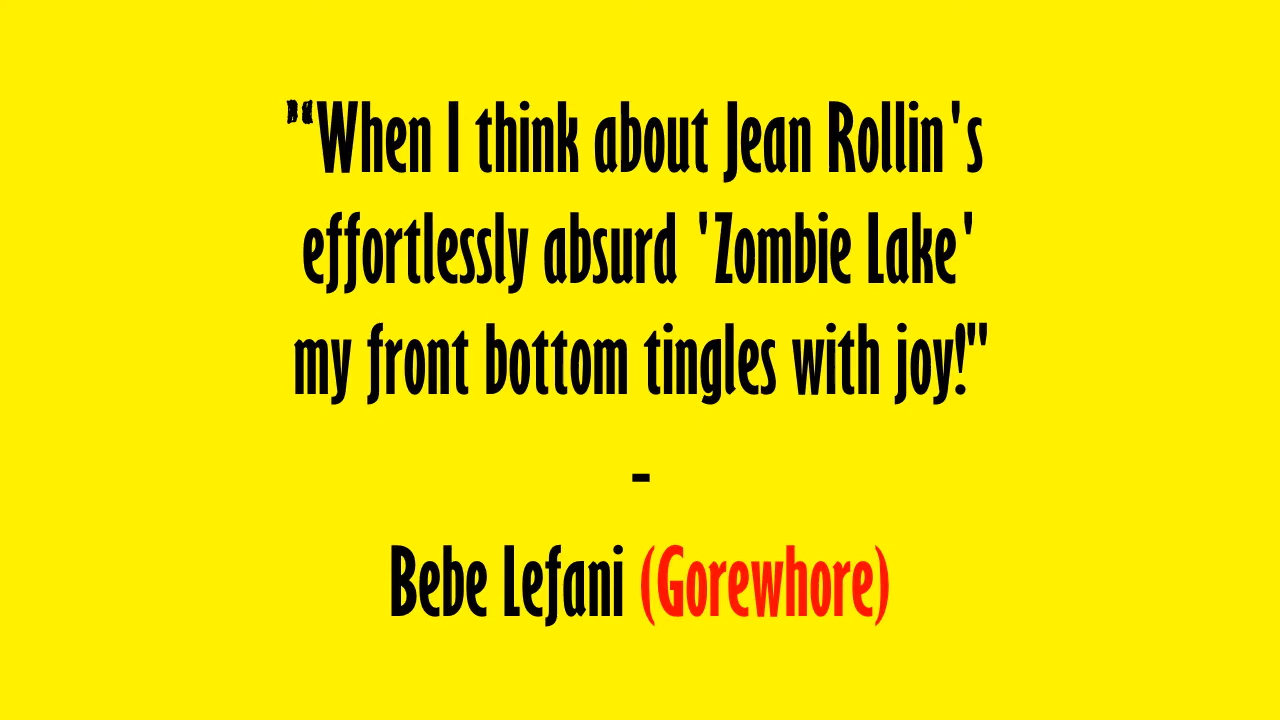 "“When I think about Jean Rollin's
effortlessly absurd 'Zombie Lake'
my front bottom tingles with joy!"
-
Bebe Lefani (Gorewhore)